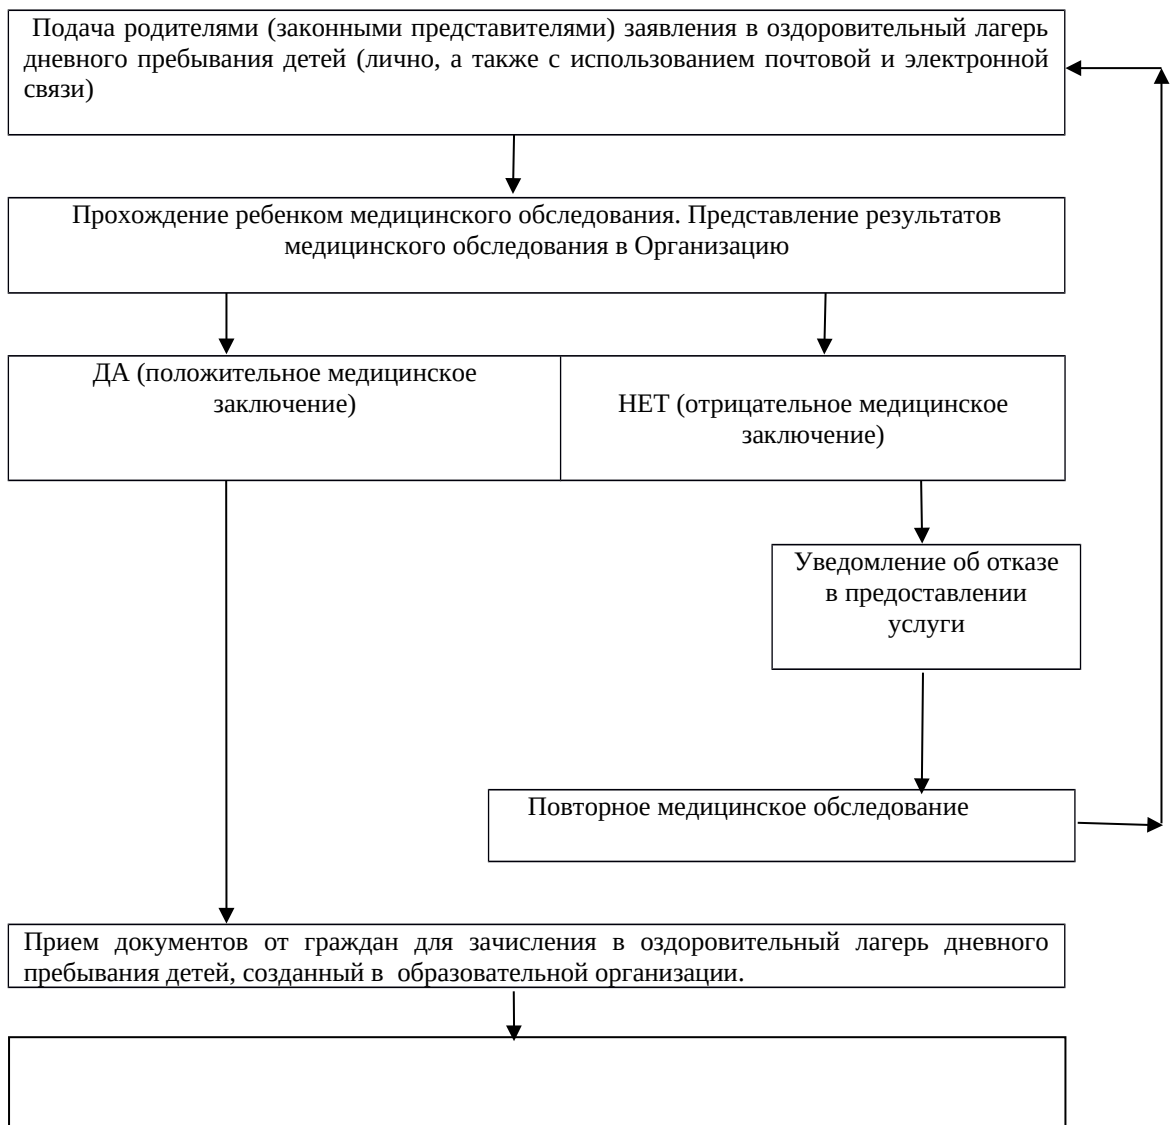 Подача родителями (законными представителями) заявления в оздоровительный лагерь
дневного пребывания детей (лично, а также с использованием почтовой и электронной
связи)
Прохождение ребенком медицинского обследования. Представление результатов
медицинского обследования в Организацию
ДА (положительное медицинское
заключение)
НЕТ (отрицательное медицинское
заключение)
Уведомление об отказе
в предоставлении
услуги
Повторное медицинское обследование
Прием документов от граждан для зачисления в оздоровительный лагерь дневного
пребывания детей, созданный в образовательной организации.